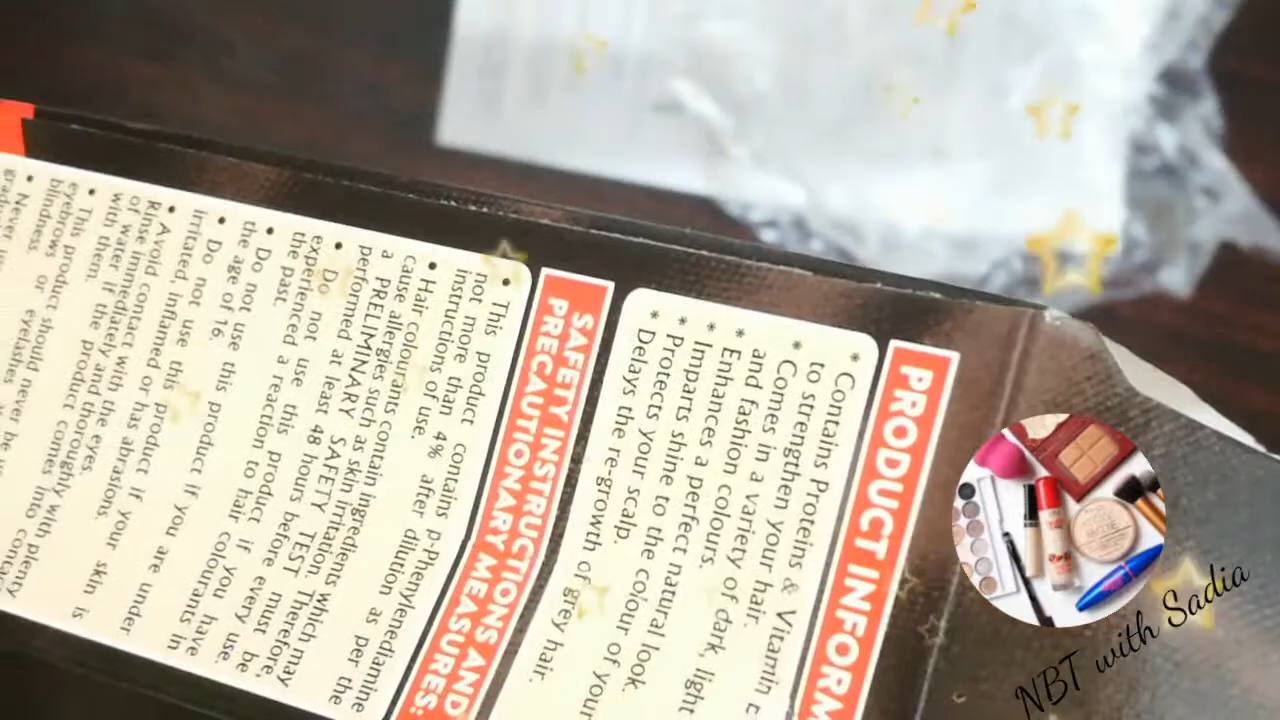 PRODUCT INFORM
* Contains Proteins & Vitamin E
to strengthen your hair.
* Comes in a variety of dark, light
and fashion colours.
* Enhances a perfect natural look.
* Imparts shine to the colour of your
* Protects your scalp.
* Delays the re-growth of grey hair.
SAFETY INSTRUCTIONS AND
PRECAUTIONARY MEASURES:
• This product contains p-Phenylenediamine
not more than 4% after dilution as per the
instructions of use.
• Hair colourants contain ingredients which may
cause allergies such as skin irritation. Therefore,
a PRELIMINARY SAFETY TEST must be
performed at least 48 hours before every use.
• Do not use this product if you have
experienced a reaction to hair colourants in
the past.
• Do not use this product if you are under
the age of 16.
• Do not use this product if your skin is
irritated, inflamed or has abrasions.
• Avoid contact with the eyes.
Rinse immediately and thoroughly with plenty
of water if the product comes into contact
with them.
• This product should never be
eyebrows or eyelashes
blindness
• Never
NBT with Sadia